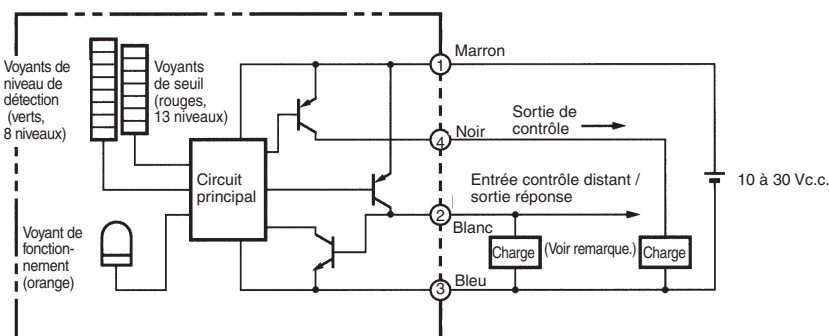 Voyants de
niveau de
détection
(verts,
8 niveaux)
Voyants
de seuil
(rouges,
13 niveaux)
Circuit
principal
Voyant de
fonction-
nement
(orange)
1
Marron
4
Noir
Sortie de
contrôle
Entrée contrôle distant /
sortie réponse
2
Blanc
Charge
(Voir remarque.)
Charge
3
Bleu
10 à 30 Vc.c.